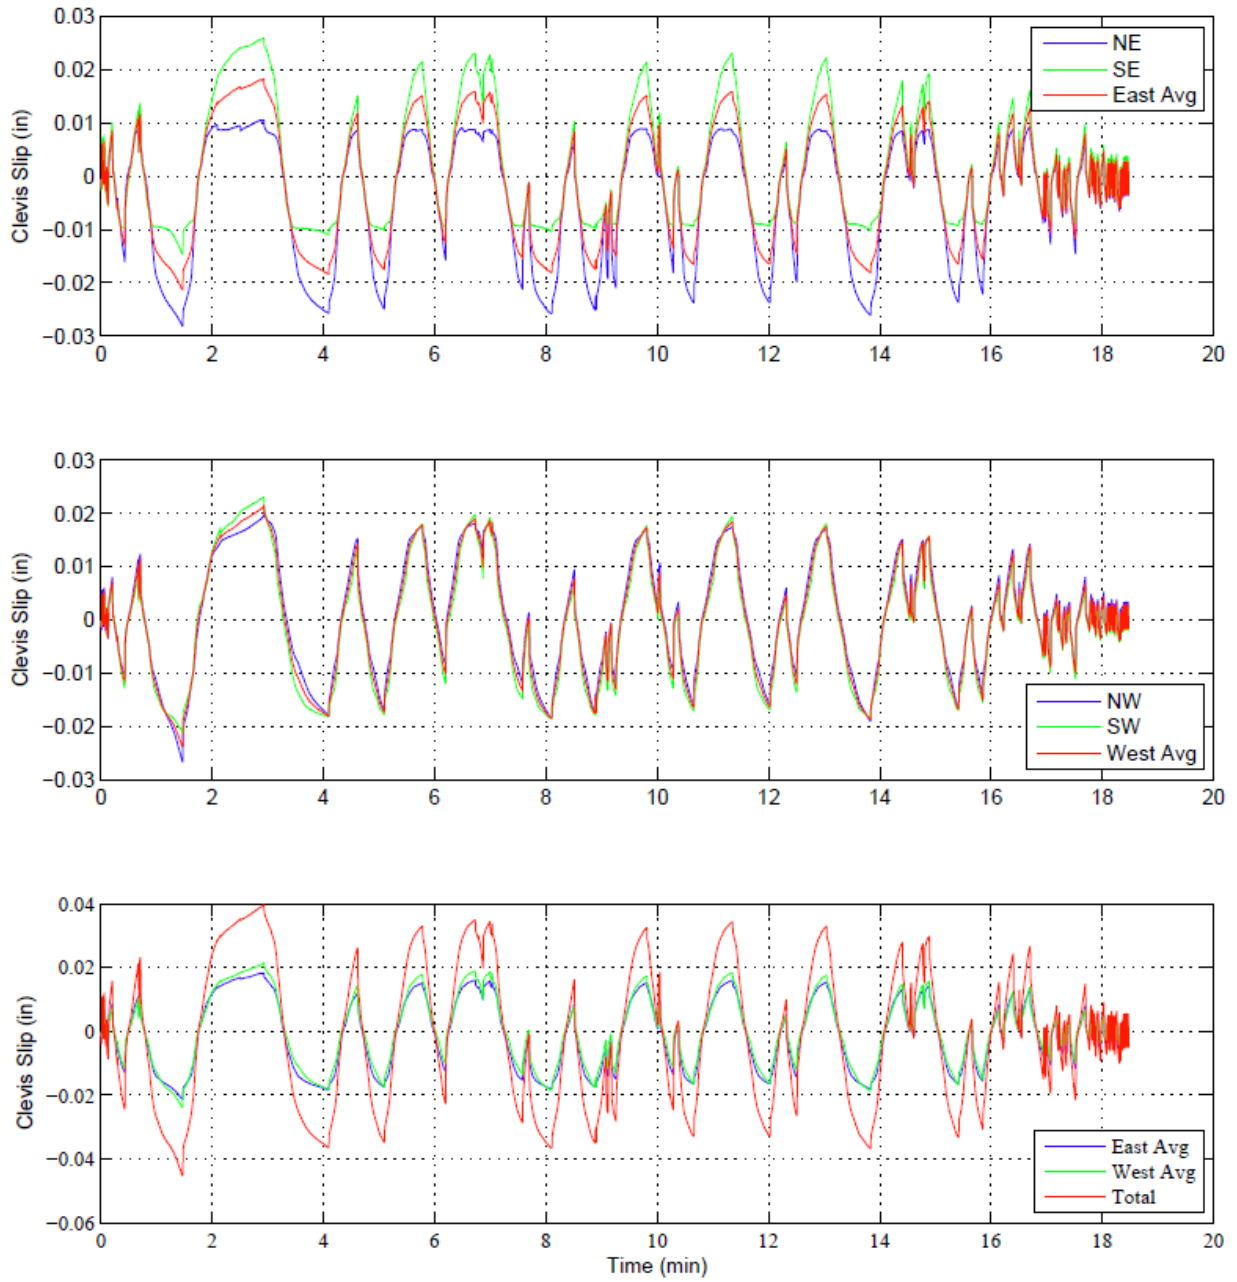 0.03
0.02
0.01
0
−0.01
−0.02
−0.03
Clevis Slip (in)
NE
SE
East Avg
0 2 4 6 8 10 12 14 16 18 20
0.03
0.02
0.01
0
−0.01
−0.02
−0.03
Clevis Slip (in)
NW
SW
West Avg
0 2 4 6 8 10 12 14 16 18 20
0.04
0.02
0
−0.02
−0.04
−0.06
Clevis Slip (in)
East Avg
West Avg
Total
0 2 4 6 8 10 12 14 16 18 20
Time (min)